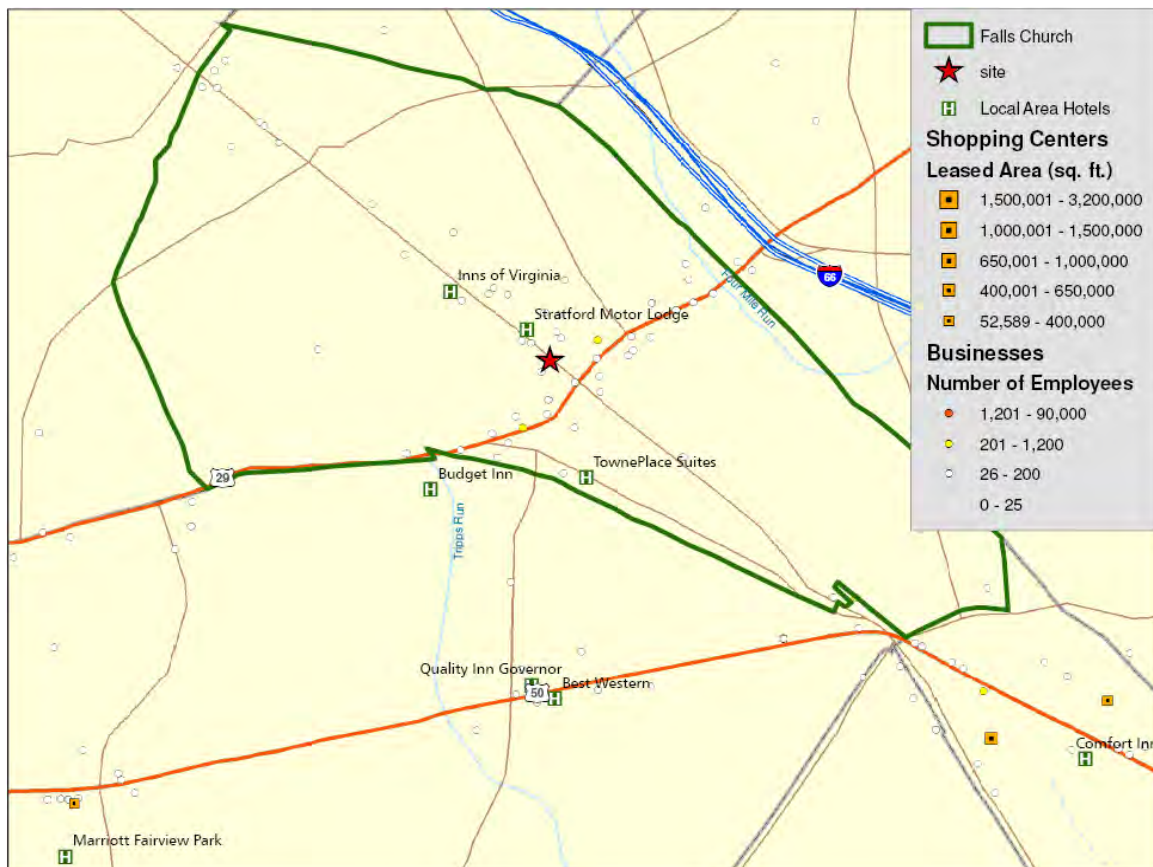 Falls Church
site
H Local Area Hotels
Shopping Centers
Leased Area (sq. ft.)
1,500,001 - 3,200,000
1,000,001 - 1,500,000
650,001 - 1,000,000
400,001 - 650,000
52,589 - 400,000
Businesses
Number of Employees
1,201 - 90,000
201 - 1,200
26 - 200
0 - 25
66
Four Mile Run
Inns of Virginia
H
Stratford Motor Lodge
H
29
Budget Inn
H
TownePlace Suites
H
Tripps Run
Quality Inn Governor
H
50
Best Western
H
Comfort Inn
H
Marriott Fairview Park
H